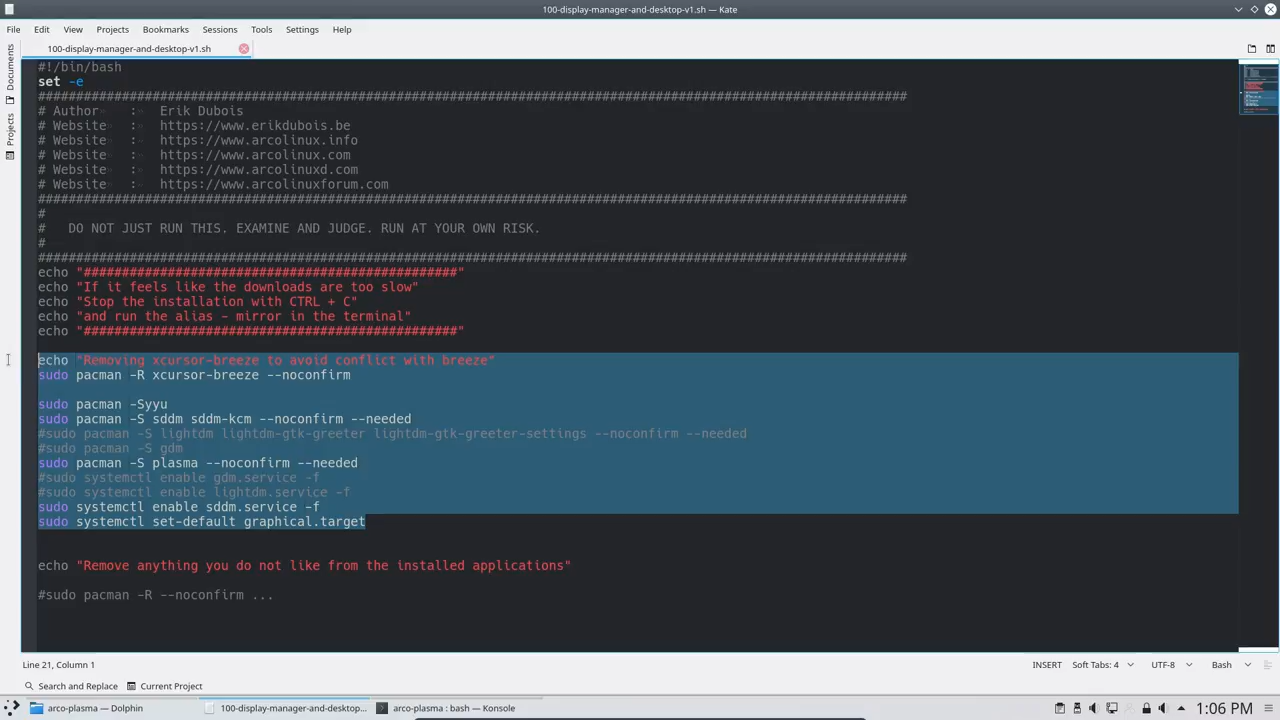 100-display-manager-and-desktop-v1.sh — Kate
File Edit View Projects Bookmarks Sessions Tools Settings Help
100-display-manager-and-desktop-v1.sh
Documents
Projects
#!/bin/bash
set -e
##################################################################################################################
# Author : Erik Dubois
# Website : https://www.erikdubois.be
# Website : https://www.arcolinux.info
# Website : https://www.arcolinux.com
# Website : https://www.arcolinuxd.com
# Website : https://www.arcolinuxforum.com
##################################################################################################################
#
# DO NOT JUST RUN THIS. EXAMINE AND JUDGE. RUN AT YOUR OWN RISK.
#
##################################################################################################################
echo "#################################################"
echo "If it feels like the downloads are too slow"
echo "Stop the installation with CTRL + C"
echo "and run the alias - mirror in the terminal"
echo "#################################################"
echo "Removing xcursor-breeze to avoid conflict with breeze"
sudo pacman -R xcursor-breeze --noconfirm
sudo pacman -Syyu
sudo pacman -S sddm sddm-kcm --noconfirm --needed
#sudo pacman -S lightdm lightdm-gtk-greeter lightdm-gtk-greeter-settings --noconfirm --needed
#sudo pacman -S gdm
sudo pacman -S plasma --noconfirm --needed
#sudo systemctl enable gdm.service -f
#sudo systemctl enable lightdm.service -f
sudo systemctl enable sddm.service -f
sudo systemctl set-default graphical.target
echo "Remove anything you do not like from the installed applications"
#sudo pacman -R --noconfirm ...
Line 21, Column 1 INSERT Soft Tabs: 4 UTF-8 Bash
Search and Replace Current Project
arco-plasma — Dolphin 100-display-manager-and-desktop... arco-plasma : bash — Konsole 1:06 PM